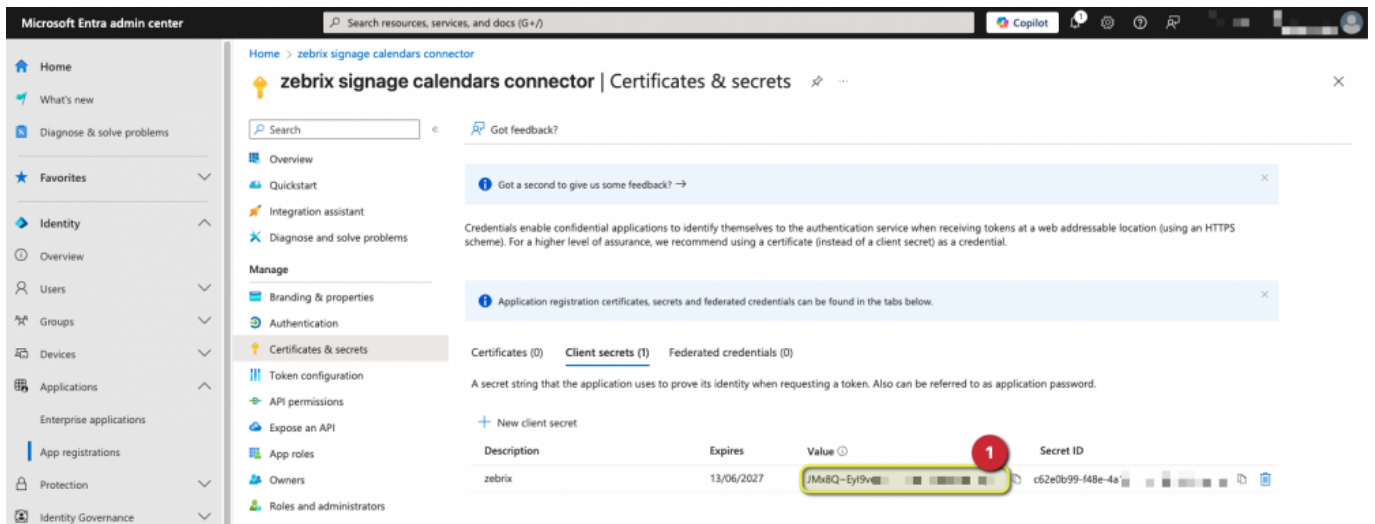 Microsoft Entra admin center
Search resources, services, and docs (G+/)
Copilot
1
Home
What's new
Diagnose & solve problems
Favorites
Identity
Overview
Users
Groups
Devices
Applications
Enterprise applications
App registrations
Protection
Identity Governance
Home > zebrix signage calendars connector
zebrix signage calendars connector | Certificates & secrets
Search
Overview
Quickstart
Integration assistant
Diagnose and solve problems
Manage
Branding & properties
Authentication
Certificates & secrets
Token configuration
API permissions
Expose an API
App roles
Owners
Roles and administrators
Got feedback?
Got a second to give us some feedback? →
Credentials enable confidential applications to identify themselves to the authentication service when receiving tokens at a web addressable location (using an HTTPS
scheme). For a higher level of assurance, we recommend using a certificate (instead of a client secret) as a credential.
Application registration certificates, secrets and federated credentials can be found in the tabs below.
Certificates (0) Client secrets (1) Federated credentials (0)
A secret string that the application uses to prove its identity when requesting a token. Also can be referred to as application password.
+ New client secret
Description Expires Value 1 Secret ID
zebrix 13/06/2027